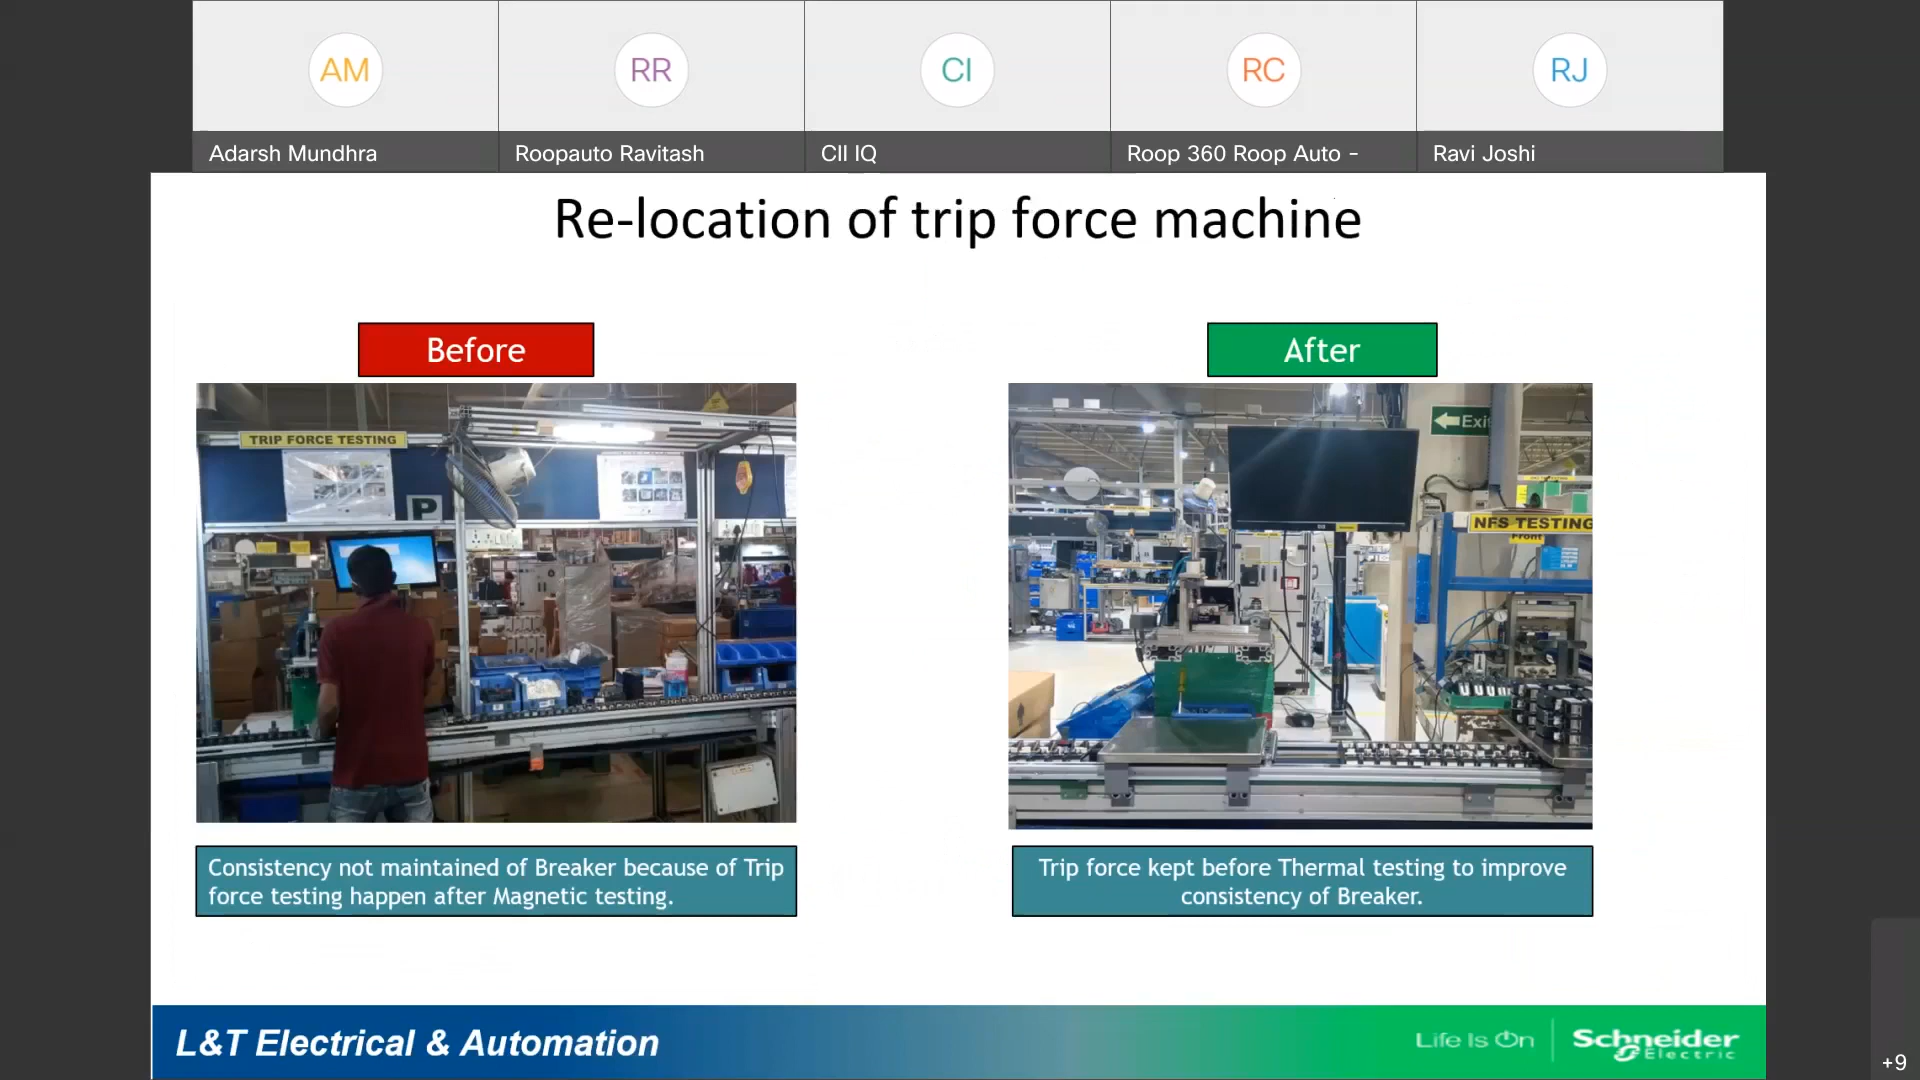 AM
RR
CI
RC
RJ
Adarsh Mundhra
Roopauto Ravitash
CII IQ
Roop 360 Roop Auto -
Ravi Joshi
Re-location of trip force machine
Before
After
TRIP FORCE TESTING
P
Exit
NFS TESTING
Front
Consistency not maintained of Breaker because of Trip
force testing happen after Magnetic testing.
Trip force kept before Thermal testing to improve
consistency of Breaker.
L&T Electrical & Automation
Life Is On
Schneider
Electric
+9